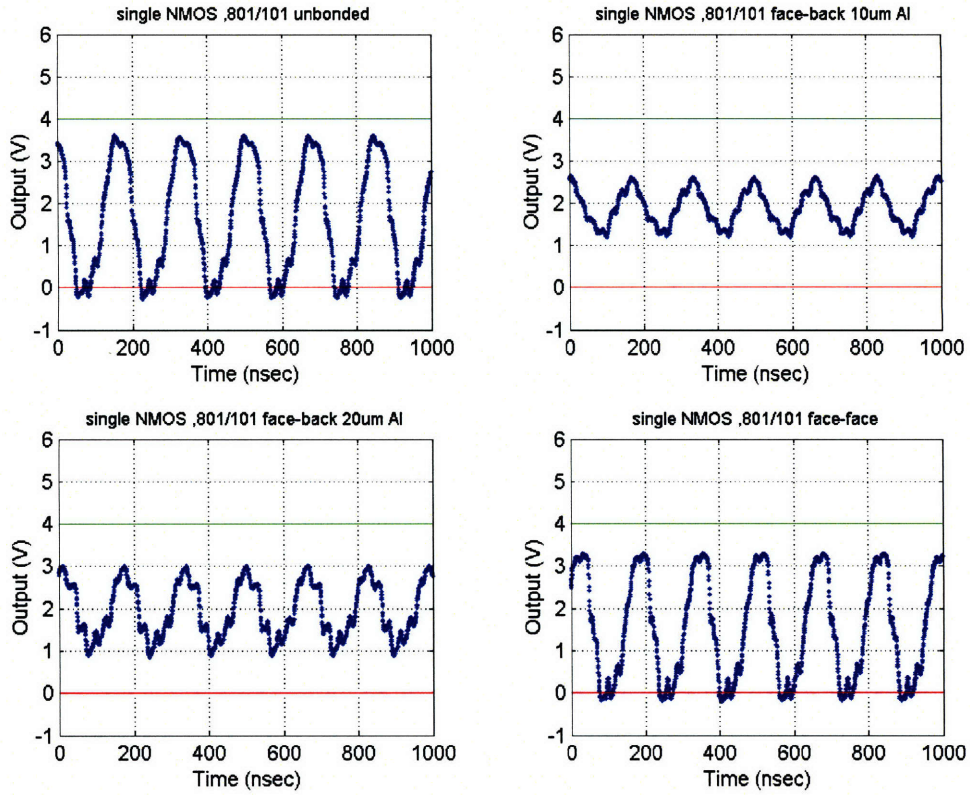 single NMOS ,801/101 unbonded
6
5
4
3
2
1
0
-1
Output (V)
0 200 400 600 800 1000
Time (nsec)
single NMOS ,801/101 face-back 10um Al
6
5
4
3
2
1
0
-1
Output (V)
0 200 400 600 800 1000
Time (nsec)
single NMOS ,801/101 face-back 20um Al
6
5
4
3
2
1
0
-1
Output (V)
0 200 400 600 800 1000
Time (nsec)
single NMOS ,801/101 face-face
6
5
4
3
2
1
0
-1
Output (V)
0 200 400 600 800 1000
Time (nsec)